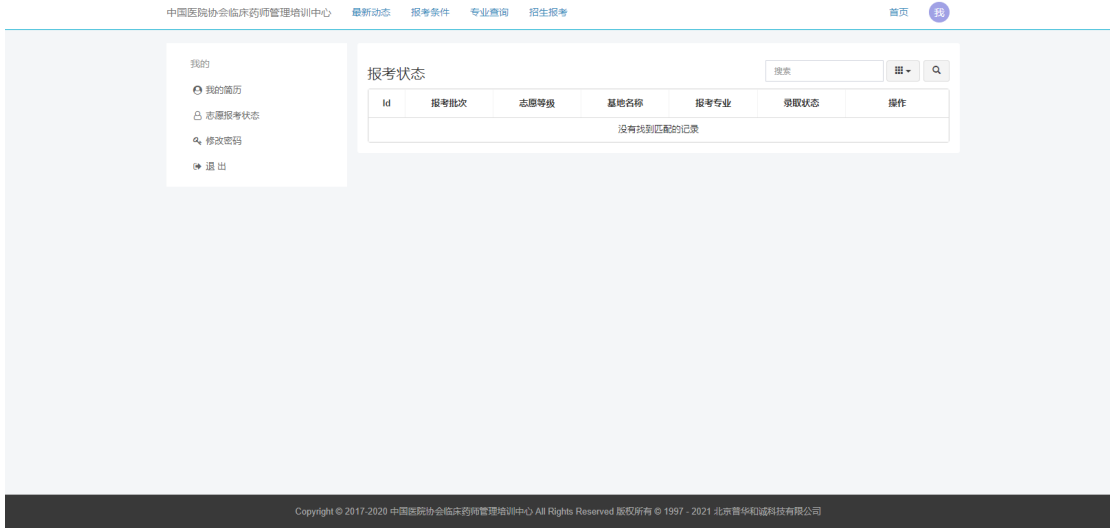 中国医院协会临床药师管理培训中心 最新动态 报考条件 专业查询 招生报考 首页 我
我的
我的简历
志愿报考状态
修改密码
退 出
报考状态 搜索
Id 报考批次 志愿等级 基地名称 报考专业 录取状态 操作
没有找到匹配的记录
Copyright © 2017-2020 中国医院协会临床药师管理培训中心 All Rights Reserved 版权所有 © 1997 - 2021 北京晋华和诚科技有限公司